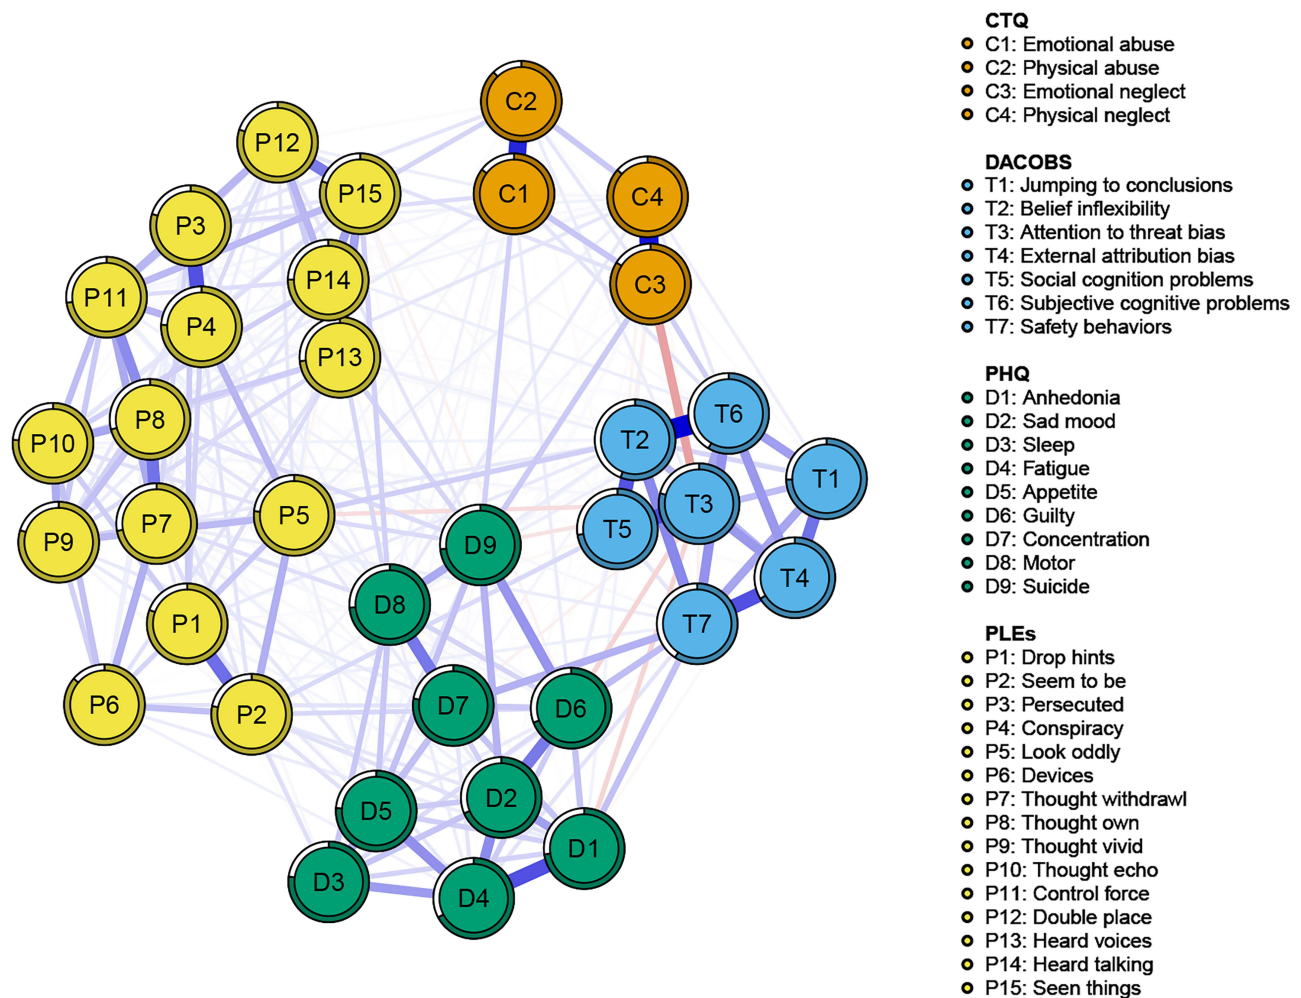 C2
P12
P15
C1
C4
P3
P14
C3
P11
P4
P13
P8
T6
P10
T2
T1
P5
T3
P7
T5
P9
D9
T4
D8
P1
T7
P6
D7
D6
P2
D2
D5
D1
D3
D4
CTQ
C1: Emotional abuse
C2: Physical abuse
C3: Emotional neglect
C4: Physical neglect
DACOBS
T1: Jumping to conclusions
T2: Belief inflexibility
T3: Attention to threat bias
T4: External attribution bias
T5: Social cognition problems
T6: Subjective cognitive problems
T7: Safety behaviors
PHQ
D1: Anhedonia
D2: Sad mood
D3: Sleep
D4: Fatigue
D5: Appetite
D6: Guilty
D7: Concentration
D8: Motor
D9: Suicide
PLEs
P1: Drop hints
P2: Seem to be
P3: Persecuted
P4: Conspiracy
P5: Look oddly
P6: Devices
P7: Thought withdrawl
P8: Thought own
P9: Thought vivid
P10: Thought echo
P11: Control force
P12: Double place
P13: Heard voices
P14: Heard talking
P15: Seen things